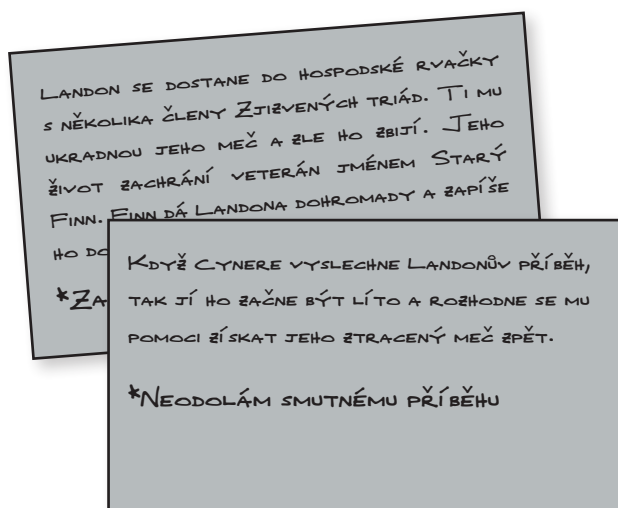 Landon se dostane do hospodské rvačky
s několika členy Zjizvených triád. Ti mu
ukradnou jeho meč a zle ho zbijí. Jeho
život zachrání veterán jménem Starý
Finn. Finn dá Landona dohromady a zapíše
ho do
*Za
Když Cynere vyslechne Landonův příběh,
tak jí ho začne být líto a rozhodne se mu
pomoci získat jeho ztracený meč zpět.
*Neodolám smutnému příběhu